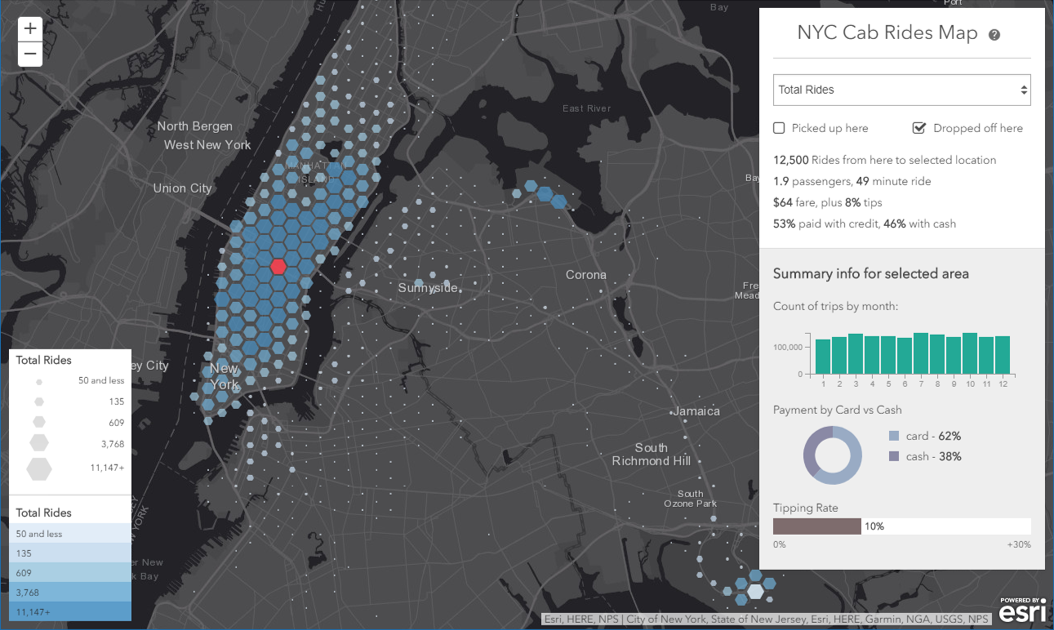 +
−
Port
Bay
East River
North Bergen
West New York
MANHATTAN
ISLAND
Union City
Sunnyside
Corona
ey City
New
York
Jamaica
South
Richmond Hill
South
Ozone Park
Fre
Mead
Ba
NYC Cab Rides Map ?
Total Rides
Picked up here Dropped off here
12,500 Rides from here to selected location
1.9 passengers, 49 minute ride
$64 fare, plus 8% tips
53% paid with credit, 46% with cash
Summary info for selected area
Count of trips by month:
100,000
0
1 2 3 4 5 6 7 8 9 10 11 12
Payment by Card vs Cash
card - 62%
cash - 38%
Tipping Rate
10%
0% +30%
Total Rides
50 and less
135
609
3,768
11,147+
Total Rides
50 and less
135
609
3,768
11,147+
er New
k Bay
Esri, HERE, NPS | City of New York, State of New Jersey, Esri, HERE, Garmin, NGA, USGS, NPS
POWERED BY
esri